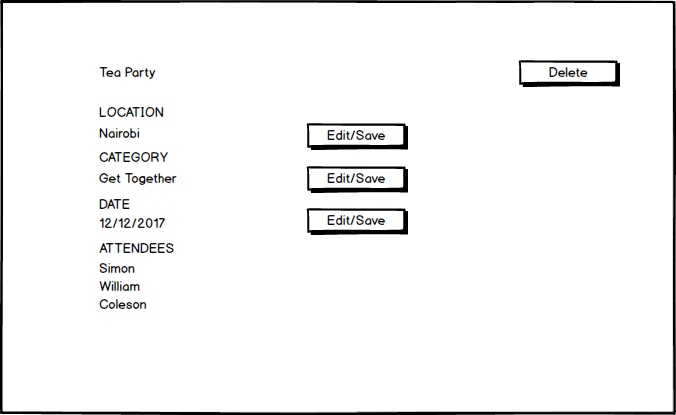 Tea Party
Delete
LOCATION
Nairobi
Edit/Save
CATEGORY
Get Together
Edit/Save
DATE
12/12/2017
Edit/Save
ATTENDEES
Simon
William
Coleson